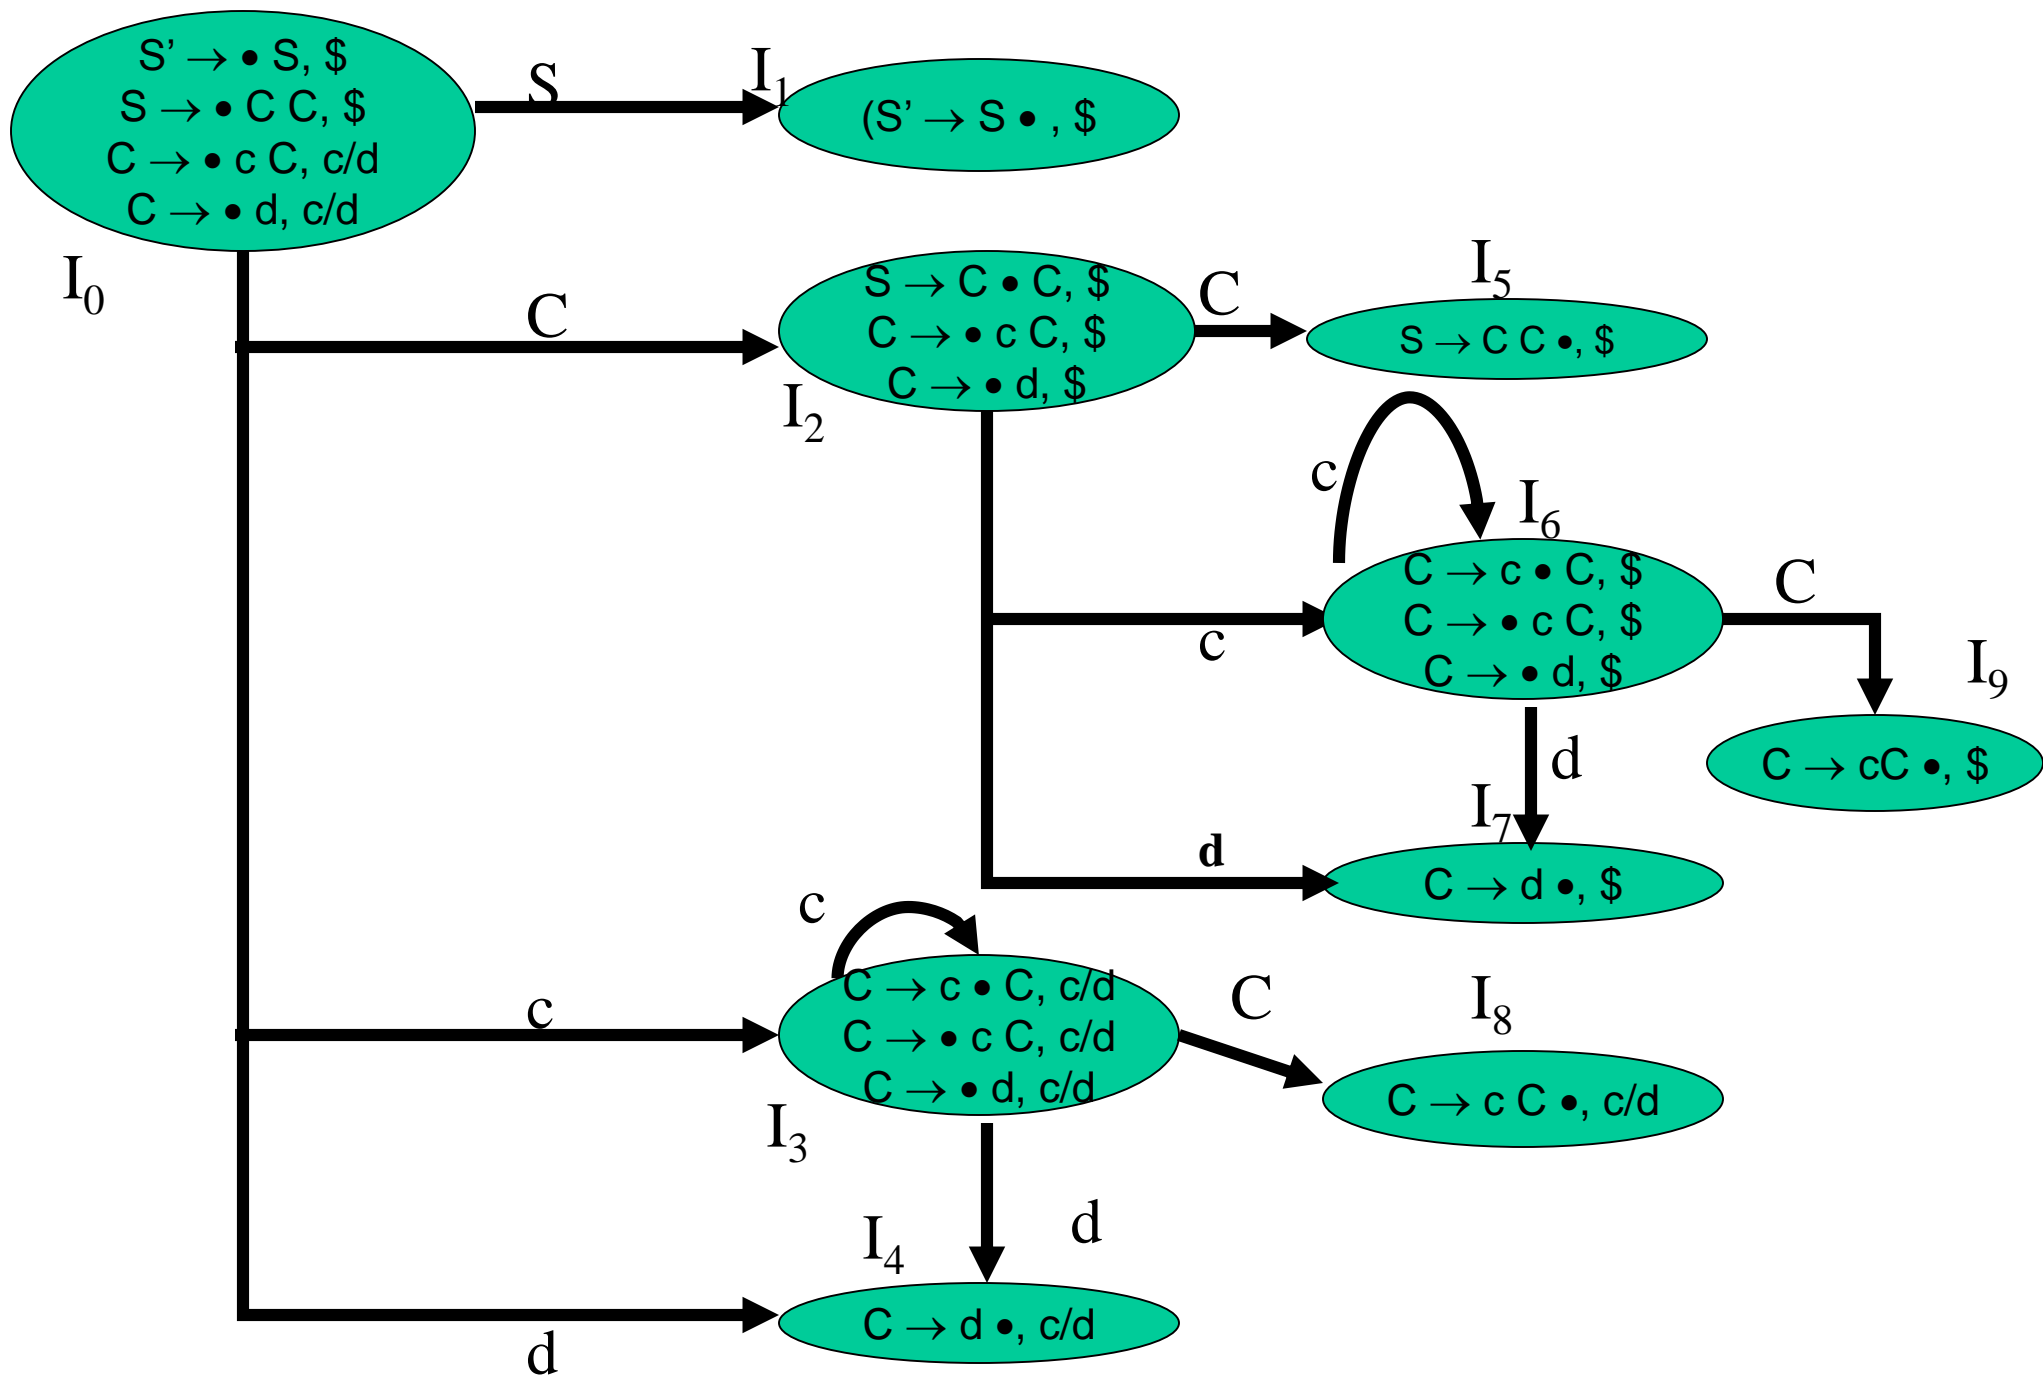 S’ → • S, $
S → • C C, $
C → • c C, c/d
C → • d, c/d
I0
S
I1
(S’ → S • , $
C
S → C • C, $
C → • c C, $
C → • d, $
I2
C
I5
S → C C •, $
c
I6
C → c • C, $
C → • c C, $
C → • d, $
c
C
I9
C → cC •, $
d
I7
d
C → d •, $
c
c
C → c • C, c/d
C → • c C, c/d
C → • d, c/d
I3
C
I8
C → c C •, c/d
d
I4
C → d •, c/d
d